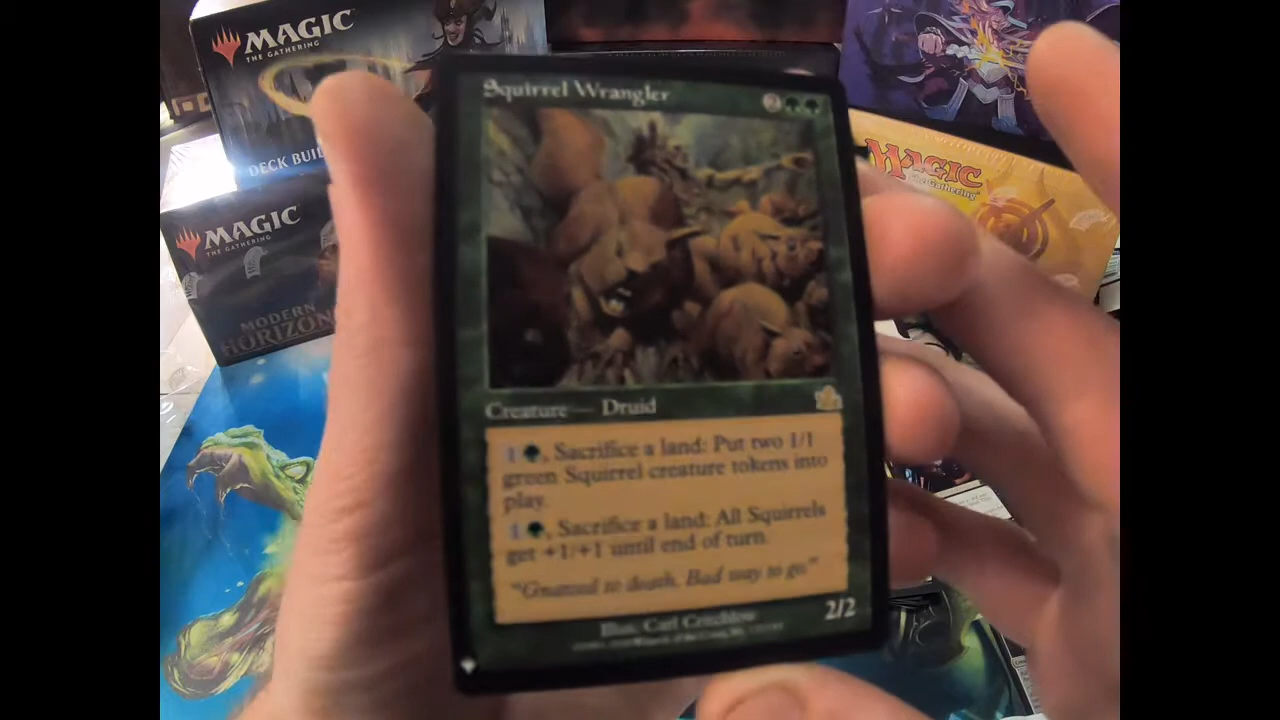 MAGIC
THE GATHERING
DECK BUI
MAGIC
THE GATHERING
MODERN
HORIZON
MAGIC
The Gathering
Squirrel Wrangler
2
Creature — Druid
1 , Sacrifice a land: Put two 1/1
green Squirrel creature tokens into
play.
1 , Sacrifice a land: All Squirrels
get +1/+1 until end of turn.
"Gnawed to death. Bad way to go."
Illus. Carl Critchlow
2/2